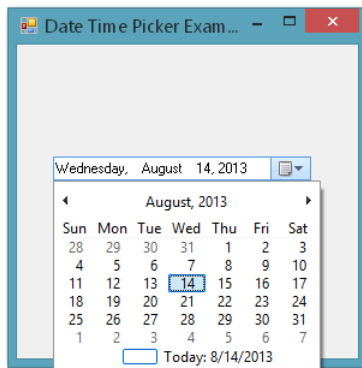 Date Time Picker Exam...
Wednesday, August 14, 2013
August, 2013
Sun Mon Tue Wed Thu Fri Sat
28 29 30 31 1 2 3
4 5 6 7 8 9 10
11 12 13 14 15 16 17
18 19 20 21 22 23 24
25 26 27 28 29 30 31
1 2 3 4 5 6 7
Today: 8/14/2013